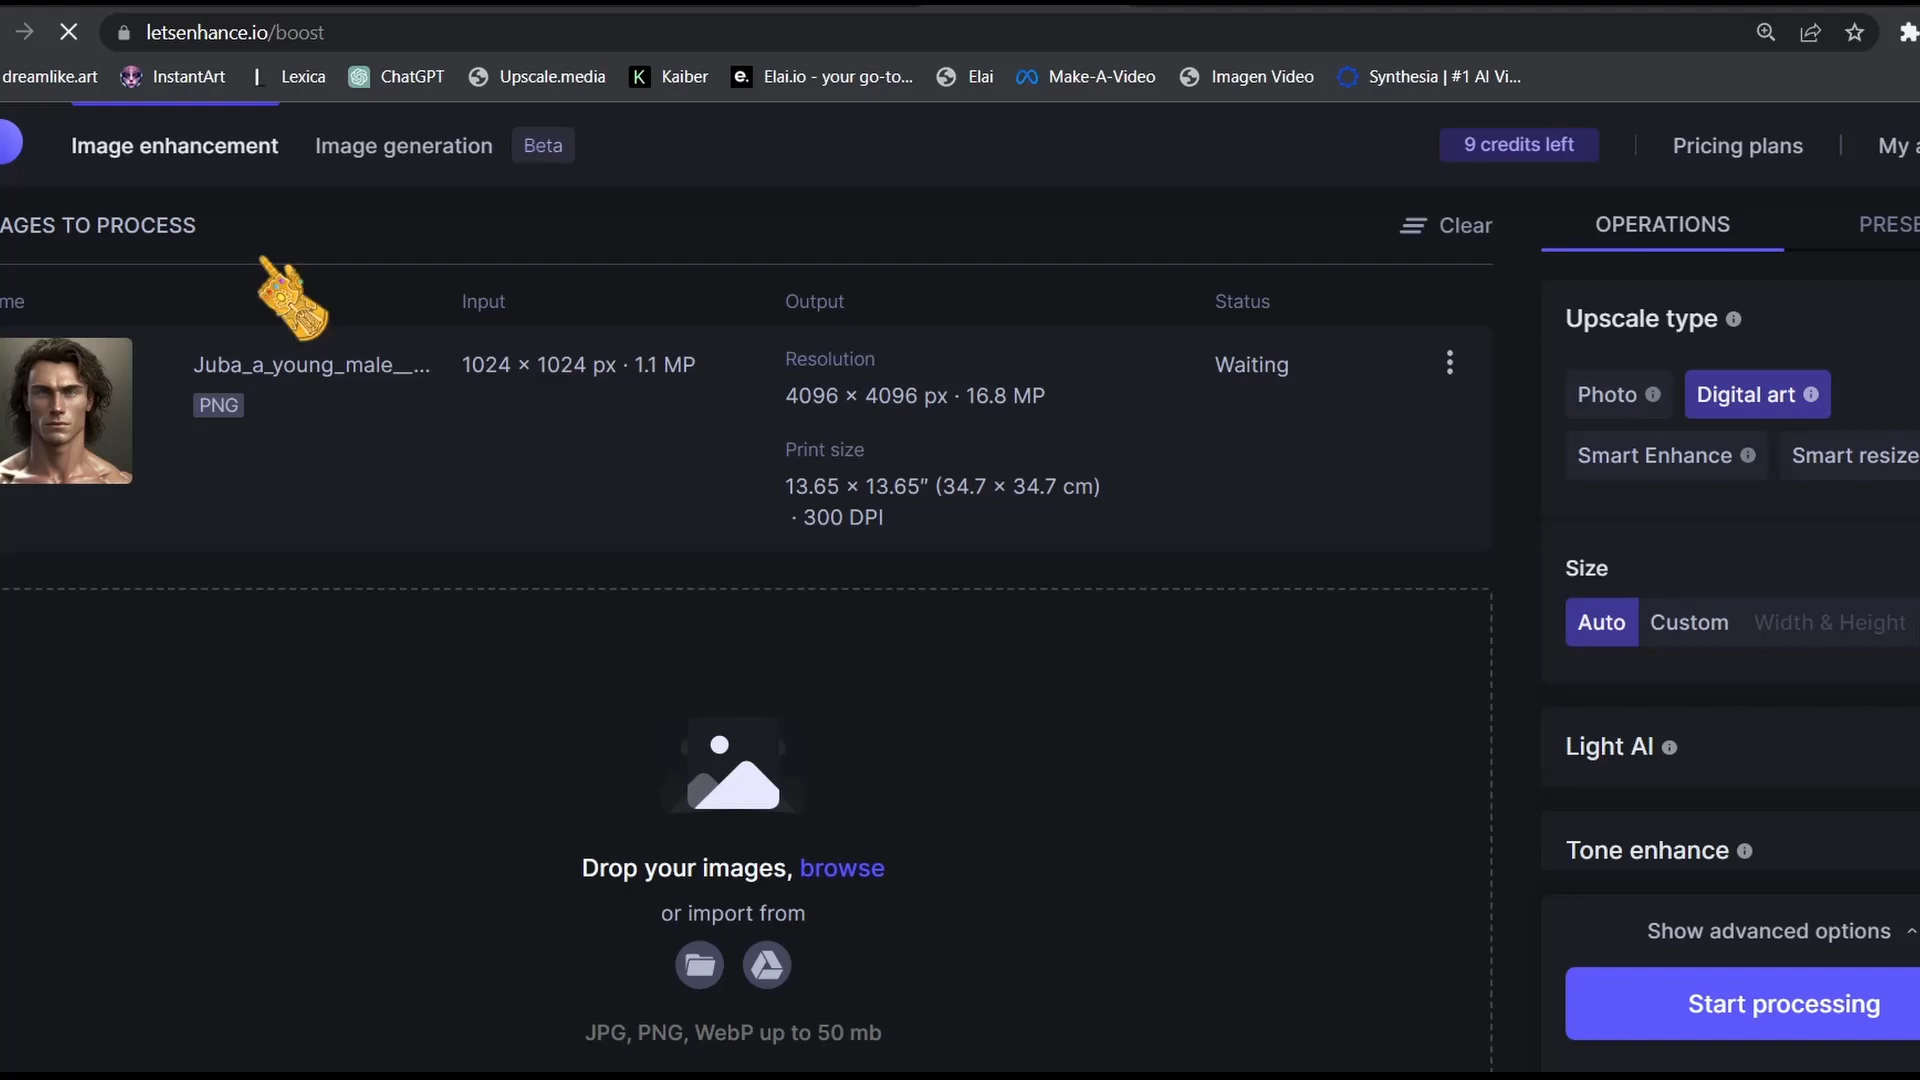 letsenhance.io/boost
dreamlike.art InstantArt Lexica ChatGPT Upscale.media Kaiber Elai.io - your go-to... Elai Make-A-Video Imagen Video Synthesia | #1 AI Vi...
Image enhancement Image generation Beta 9 credits left Pricing plans My a
AGES TO PROCESS Clear OPERATIONS PRESE
me Input Output Status
Upscale type
Juba_a_young_male__... 1024 × 1024 px · 1.1 MP Resolution Waiting
PNG 4096 × 4096 px · 16.8 MP
Photo Digital art
Print size
Smart Enhance Smart resize
13.65 × 13.65″ (34.7 × 34.7 cm)
· 300 DPI
Size
Auto Custom Width & Height
Light AI
Tone enhance
Drop your images, browse
or import from
Show advanced options
Start processing
JPG, PNG, WebP up to 50 mb